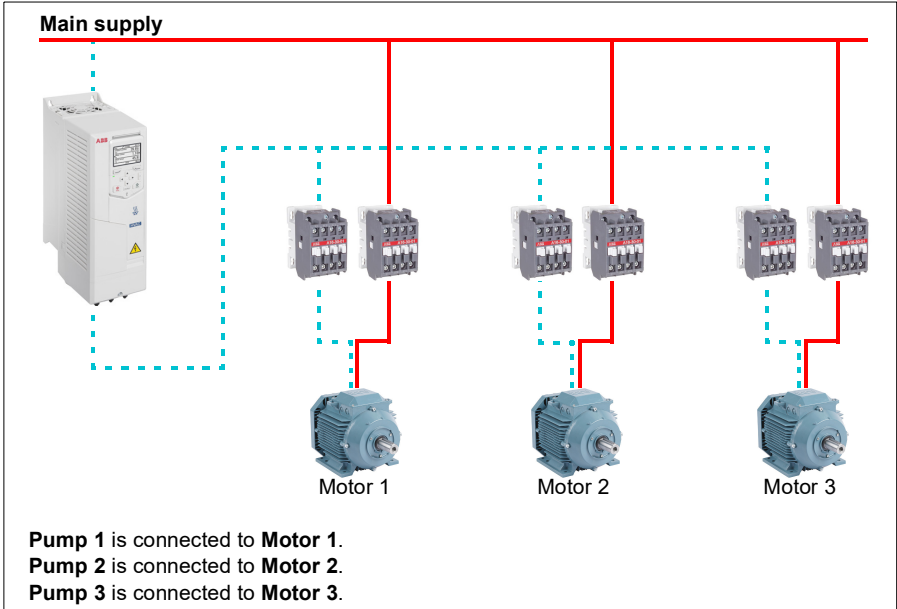 Main supply
ABB
Motor 1
Motor 2
Motor 3
Pump 1 is connected to Motor 1.
Pump 2 is connected to Motor 2.
Pump 3 is connected to Motor 3.